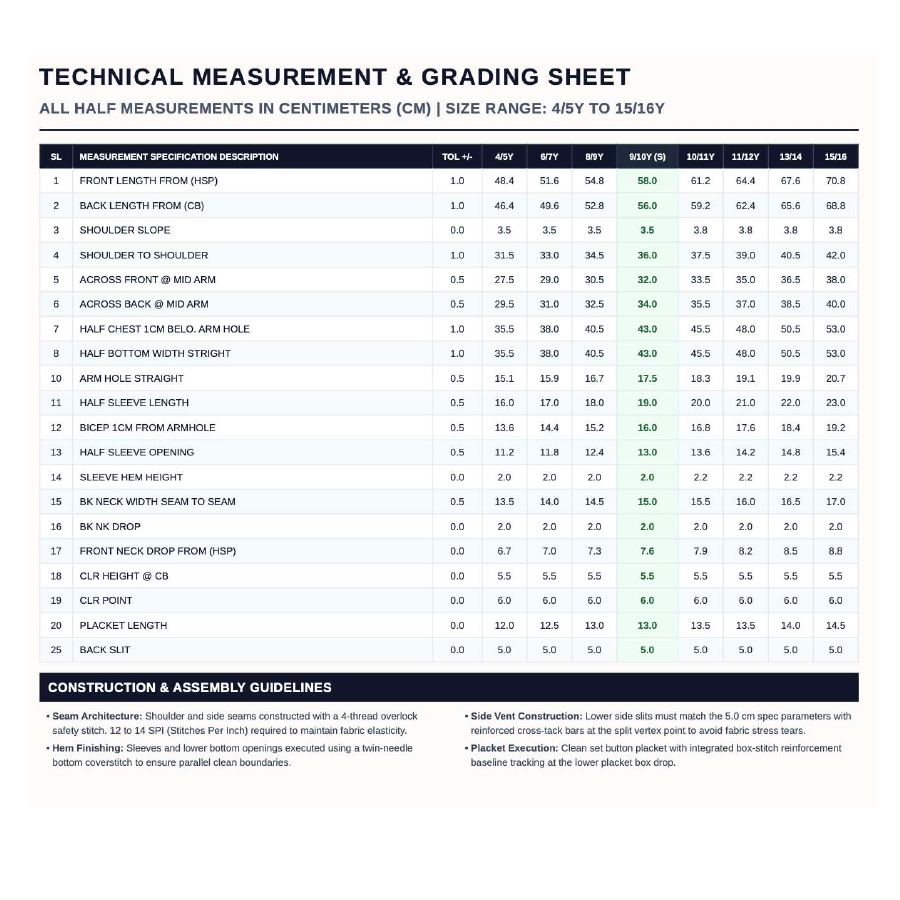 TECHNICAL MEASUREMENT & GRADING SHEET
ALL HALF MEASUREMENTS IN CENTIMETERS (CM) | SIZE RANGE: 4/5Y TO 15/16Y
SL MEASUREMENT SPECIFICATION DESCRIPTION TOL +/- 4/5Y 6/7Y 8/9Y 9/10Y (S) 10/11Y 11/12Y 13/14 15/16
1 FRONT LENGTH FROM (HSP) 1.0 48.4 51.6 54.8 58.0 61.2 64.4 67.6 70.8
2 BACK LENGTH FROM (CB) 1.0 46.4 49.6 52.8 56.0 59.2 62.4 65.6 68.8
3 SHOULDER SLOPE 0.0 3.5 3.5 3.5 3.5 3.8 3.8 3.8 3.8
4 SHOULDER TO SHOULDER 1.0 31.5 33.0 34.5 36.0 37.5 39.0 40.5 42.0
5 ACROSS FRONT @ MID ARM 0.5 27.5 29.0 30.5 32.0 33.5 35.0 36.5 38.0
6 ACROSS BACK @ MID ARM 0.5 29.5 31.0 32.5 34.0 35.5 37.0 38.5 40.0
7 HALF CHEST 1CM BELO. ARM HOLE 1.0 35.5 38.0 40.5 43.0 45.5 48.0 50.5 53.0
8 HALF BOTTOM WIDTH STRIGHT 1.0 35.5 38.0 40.5 43.0 45.5 48.0 50.5 53.0
10 ARM HOLE STRAIGHT 0.5 15.1 15.9 16.7 17.5 18.3 19.1 19.9 20.7
11 HALF SLEEVE LENGTH 0.5 16.0 17.0 18.0 19.0 20.0 21.0 22.0 23.0
12 BICEP 1CM FROM ARMHOLE 0.5 13.6 14.4 15.2 16.0 16.8 17.6 18.4 19.2
13 HALF SLEEVE OPENING 0.5 11.2 11.8 12.4 13.0 13.6 14.2 14.8 15.4
14 SLEEVE HEM HEIGHT 0.0 2.0 2.0 2.0 2.0 2.2 2.2 2.2 2.2
15 BK NECK WIDTH SEAM TO SEAM 0.5 13.5 14.0 14.5 15.0 15.5 16.0 16.5 17.0
16 BK NK DROP 0.0 2.0 2.0 2.0 2.0 2.0 2.0 2.0 2.0
17 FRONT NECK DROP FROM (HSP) 0.0 6.7 7.0 7.3 7.6 7.9 8.2 8.5 8.8
18 CLR HEIGHT @ CB 0.0 5.5 5.5 5.5 5.5 5.5 5.5 5.5 5.5
19 CLR POINT 0.0 6.0 6.0 6.0 6.0 6.0 6.0 6.0 6.0
20 PLACKET LENGTH 0.0 12.0 12.5 13.0 13.0 13.5 13.5 14.0 14.5
25 BACK SLIT 0.0 5.0 5.0 5.0 5.0 5.0 5.0 5.0 5.0
CONSTRUCTION & ASSEMBLY GUIDELINES
• Seam Architecture: Shoulder and side seams constructed with a 4-thread overlock
safety stitch. 12 to 14 SPI (Stitches Per Inch) required to maintain fabric elasticity.
• Hem Finishing: Sleeves and lower bottom openings executed using a twin-needle
bottom coverstitch to ensure parallel clean boundaries.
• Side Vent Construction: Lower side slits must match the 5.0 cm spec parameters with
reinforced cross-tack bars at the split vertex point to avoid fabric stress tears.
• Placket Execution: Clean set button placket with integrated box-stitch reinforcement
baseline tracking at the lower placket box drop.